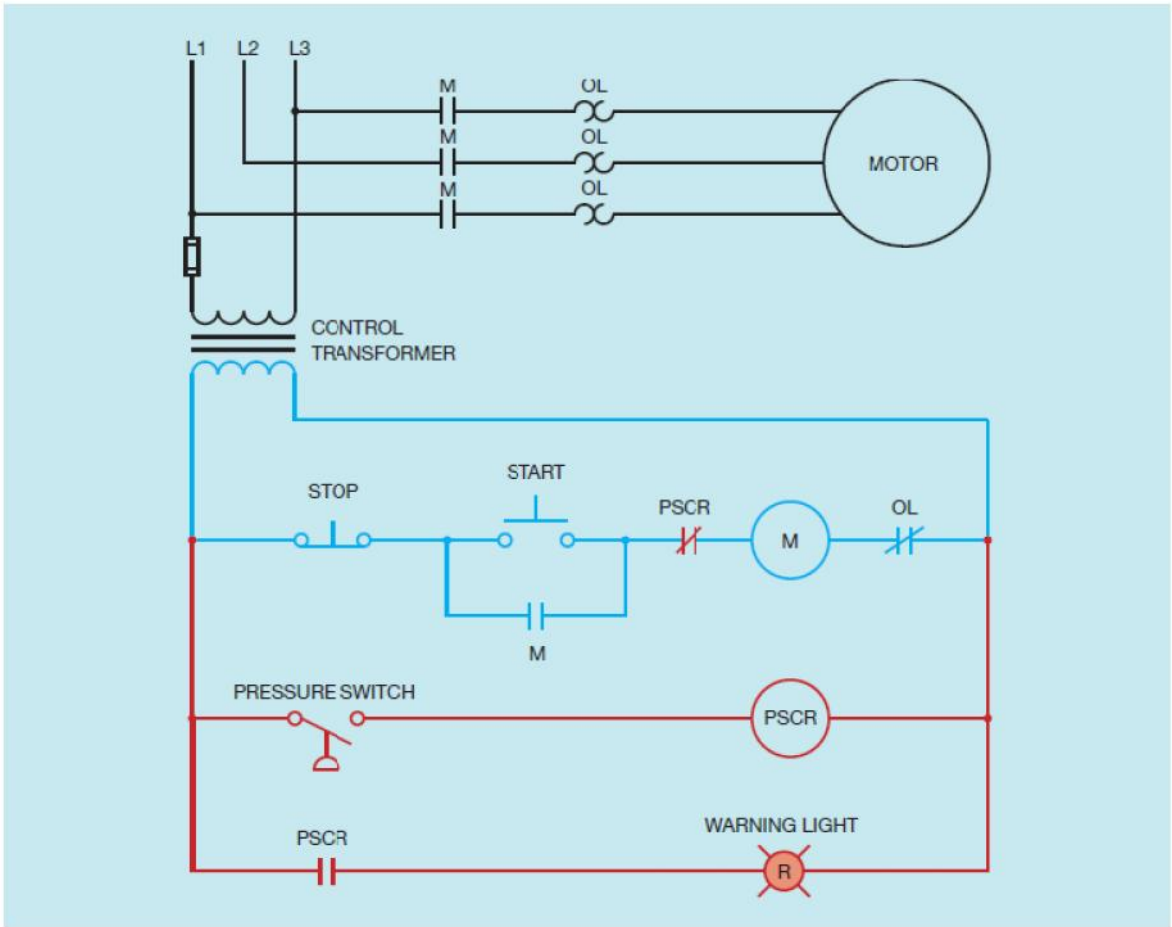 L1 L2 L3
M OL
M OL
MOTOR
M OL
CONTROL
TRANSFORMER
START
STOP
PSCR OL
M
M
PRESSURE SWITCH
PSCR
WARNING LIGHT
PSCR
R